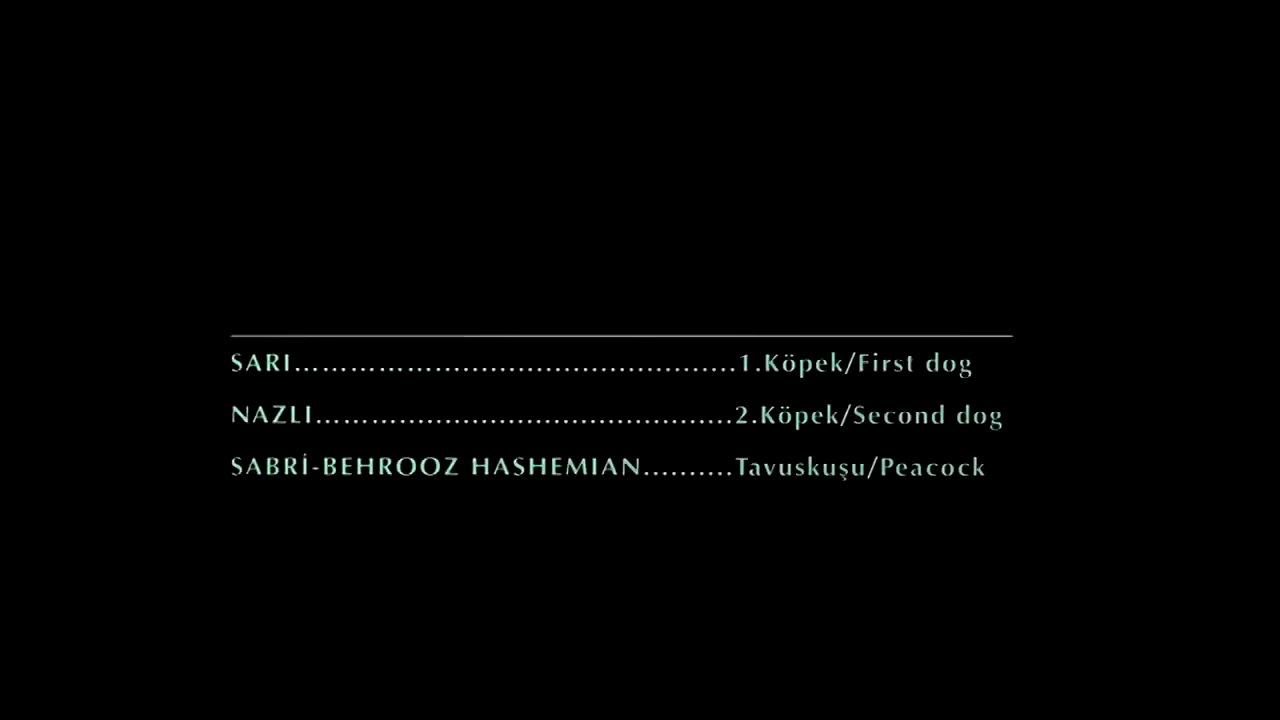 SARI.................................................1.Köpek/First dog
NAZLI..............................................2.Köpek/Second dog
SABRİ-BEHROOZ HASHEMIAN..........Tavuskuşu/Peacock